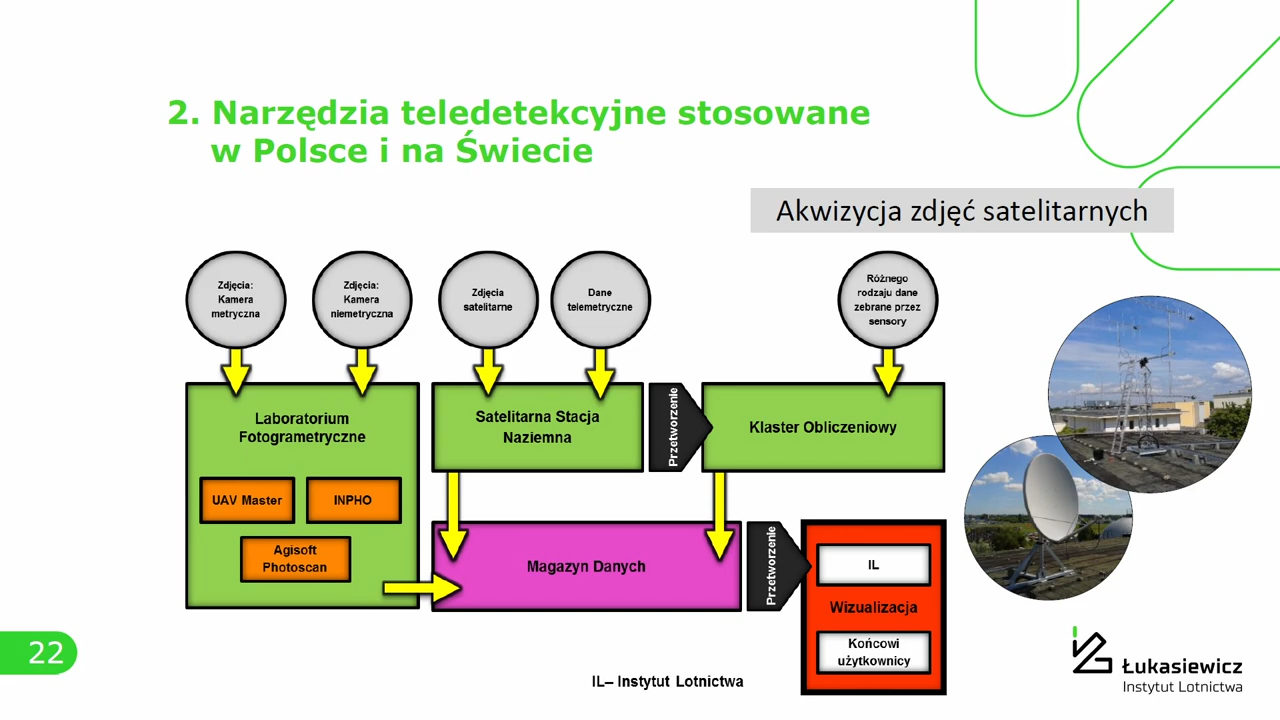 2. Narzędzia teledetekcyjne stosowane
w Polsce i na Świecie
Akwizycja zdjęć satelitarnych
Zdjęcia:
Kamera
metryczna
Zdjęcia:
Kamera
niemetryczna
Zdjęcia
satelitarne
Dane
telemetryczne
Różnego
rodzaju dane
zebrane przez
sensory
Laboratorium
Fotogrametryczne
UAV Master
INPHO
Agisoft
Photoscan
Satelitarna Stacja
Naziemna
Przetworzenie
Klaster Obliczeniowy
Magazyn Danych
Przetworzenie
IL
Wizualizacja
Końcowi
użytkownicy
IL– Instytut Lotnictwa
22
Łukasiewicz
Instytut Lotnictwa